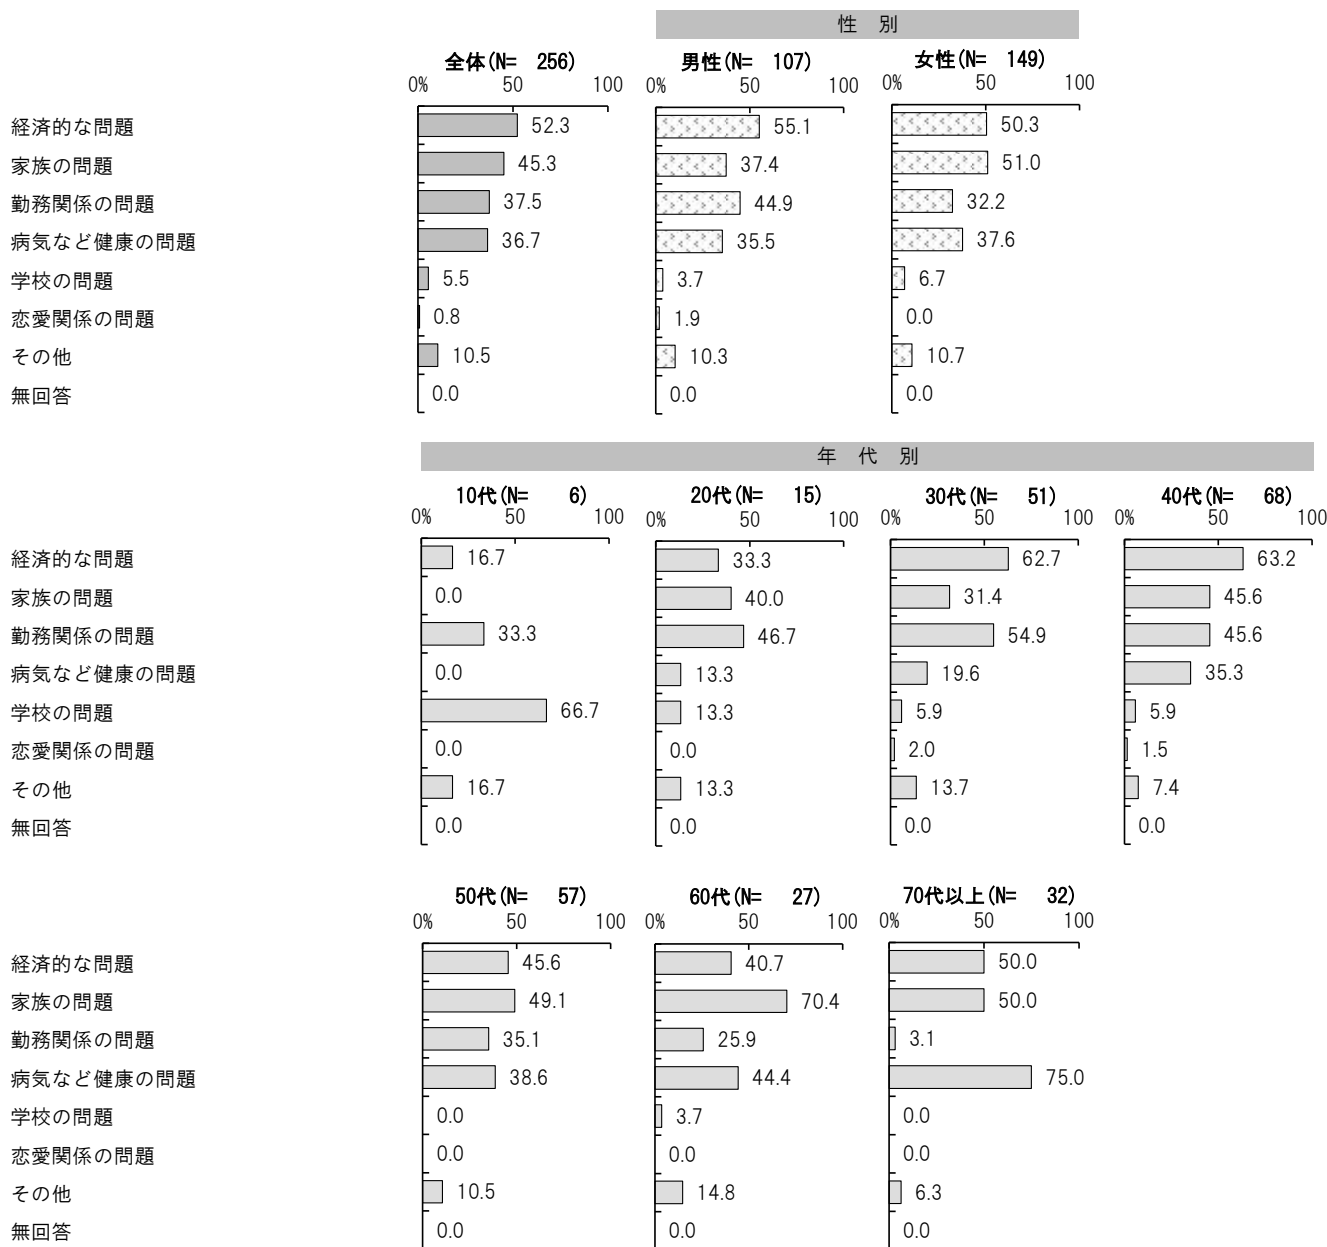 性　別
全体(N=　256)　男性(N=　107)　女性(N=　149)
0%　50　100　0%　50　100　0%　50　100
経済的な問題　52.3　55.1　50.3
家族の問題　45.3　37.4　51.0
勤務関係の問題　37.5　44.9　32.2
病気など健康の問題　36.7　35.5　37.6
学校の問題　5.5　3.7　6.7
恋愛関係の問題　0.8　1.9　0.0
その他　10.5　10.3　10.7
無回答　0.0　0.0　0.0
年　代　別
10代(N=　6)　20代(N=　15)　30代(N=　51)　40代(N=　68)
0%　50　100　0%　50　100　0%　50　100　0%　50　100
経済的な問題　16.7　33.3　62.7　63.2
家族の問題　0.0　40.0　31.4　45.6
勤務関係の問題　33.3　46.7　54.9　45.6
病気など健康の問題　0.0　13.3　19.6　35.3
学校の問題　66.7　13.3　5.9　5.9
恋愛関係の問題　0.0　0.0　2.0　1.5
その他　16.7　13.3　13.7　7.4
無回答　0.0　0.0　0.0　0.0
50代(N=　57)　60代(N=　27)　70代以上(N=　32)
0%　50　100　0%　50　100　0%　50　100
経済的な問題　45.6　40.7　50.0
家族の問題　49.1　70.4　50.0
勤務関係の問題　35.1　25.9　3.1
病気など健康の問題　38.6　44.4　75.0
学校の問題　0.0　3.7　0.0
恋愛関係の問題　0.0　0.0　0.0
その他　10.5　14.8　6.3
無回答　0.0　0.0　0.0